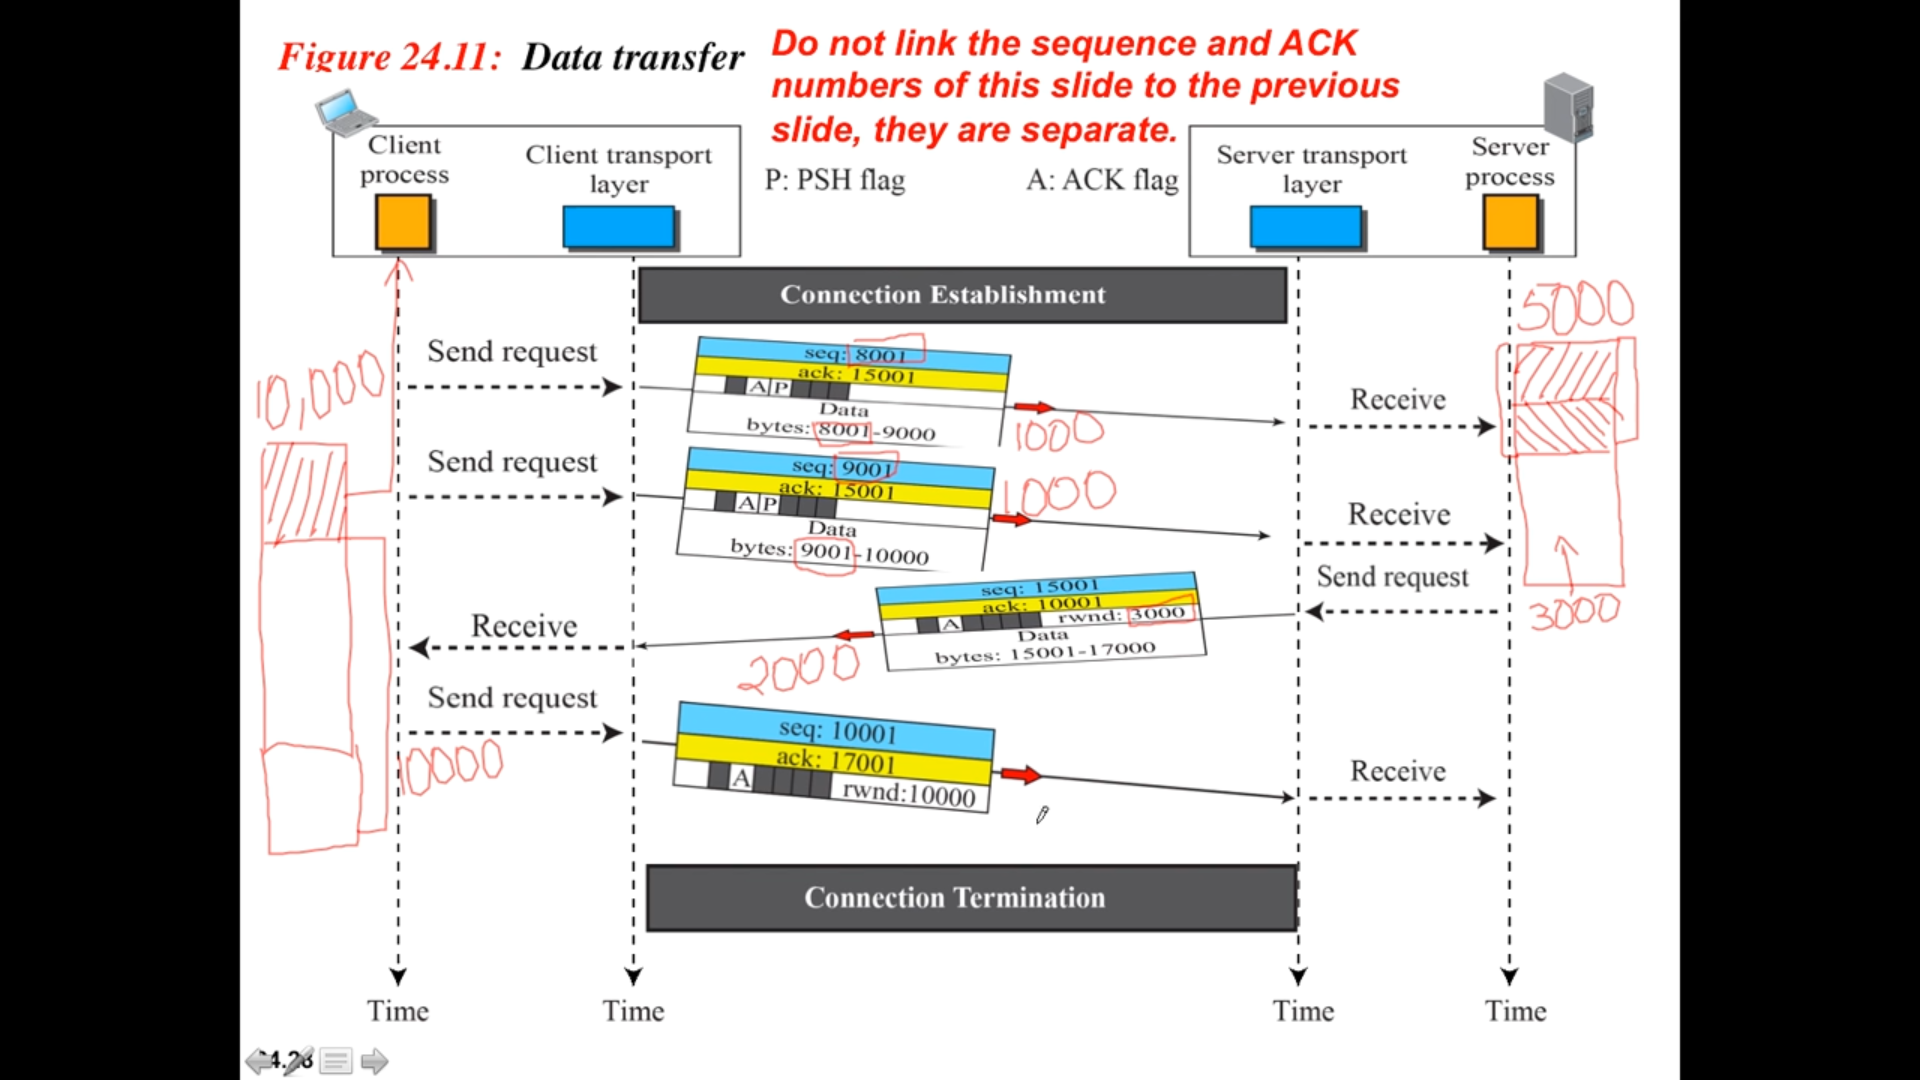 Figure 24.11: Data transfer
Do not link the sequence and ACK
numbers of this slide to the previous
slide, they are separate.
Client
process
Client transport
layer
P: PSH flag
A: ACK flag
Server transport
layer
Server
process
Connection Establishment
5000
10,000
Send request
seq: 8001
ack: 15001
A P
Data
bytes: 8001-9000
1000
Receive
Send request
seq: 9001
ack: 15001
A P
Data
bytes: 9001-10000
1000
Receive
Send request
seq: 15001
ack: 10001
A
rwnd: 3000
Data
bytes: 15001-17000
3000
Receive
2000
Send request
10000
seq: 10001
ack: 17001
A
rwnd:10000
Receive
Connection Termination
Time
Time
Time
Time